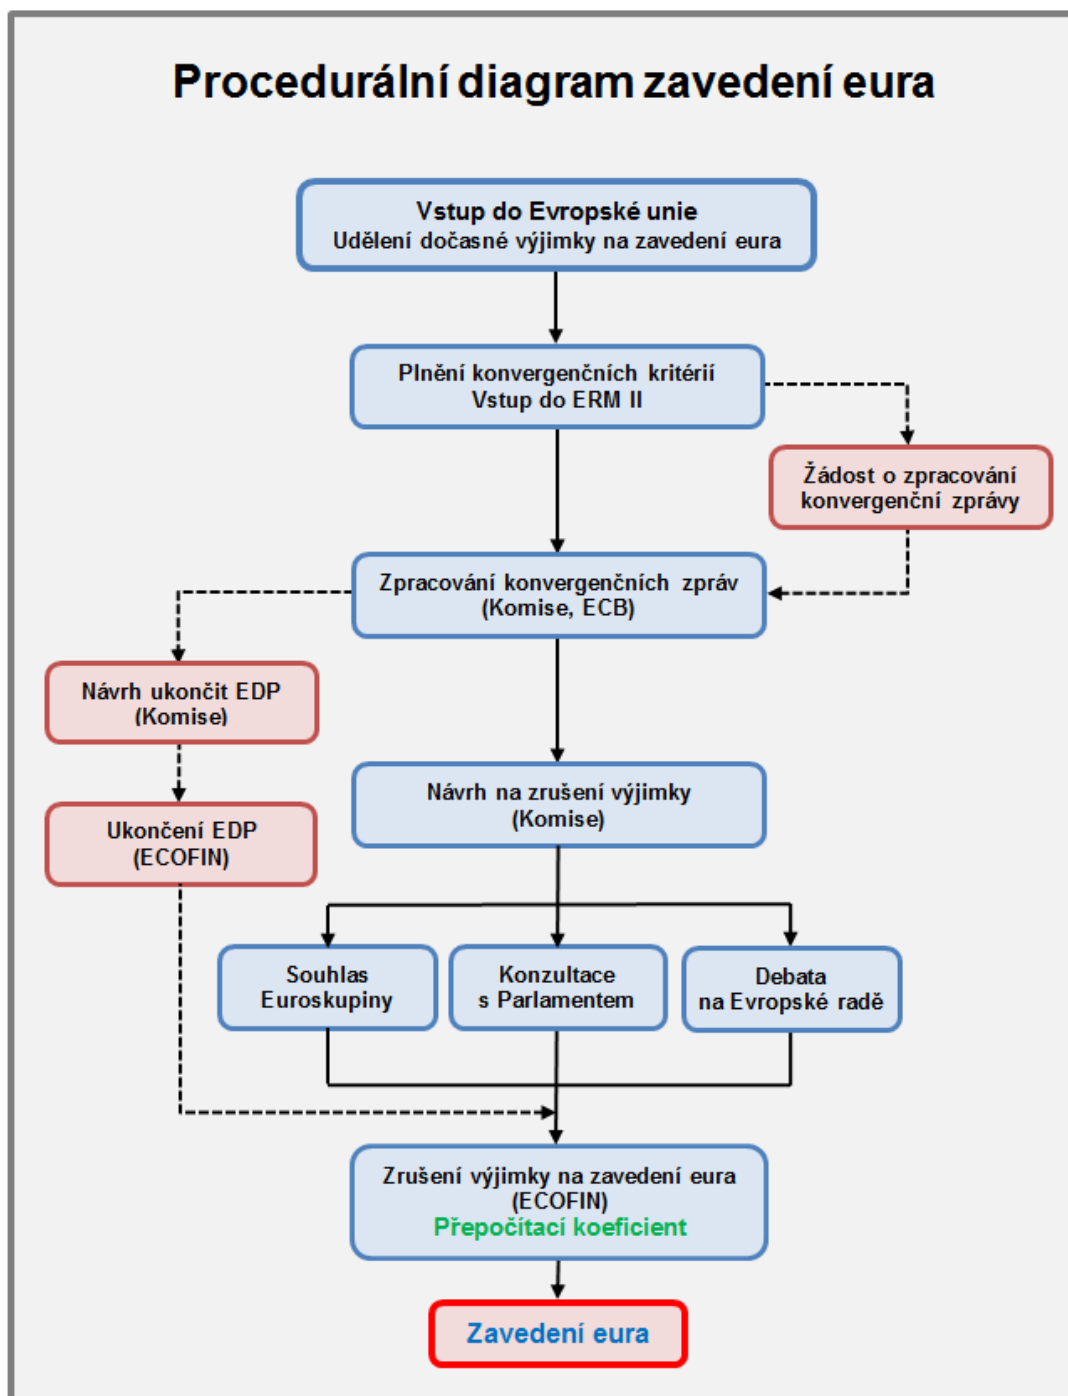 Procedurální diagram zavedení eura
Vstup do Evropské unie
Udělení dočasné výjimky na zavedení eura
Plnění konvergenčních kritérií
Vstup do ERM II
Žádost o zpracování
konvergenční zprávy
Zpracování konvergenčních zpráv
(Komise, ECB)
Návrh ukončit EDP
(Komise)
Návrh na zrušení výjimky
(Komise)
Ukončení EDP
(ECOFIN)
Souhlas
Euroskupiny
Konzultace
s Parlamentem
Debata
na Evropské radě
Zrušení výjimky na zavedení eura
(ECOFIN)
Přepočítací koeficient
Zavedení eura